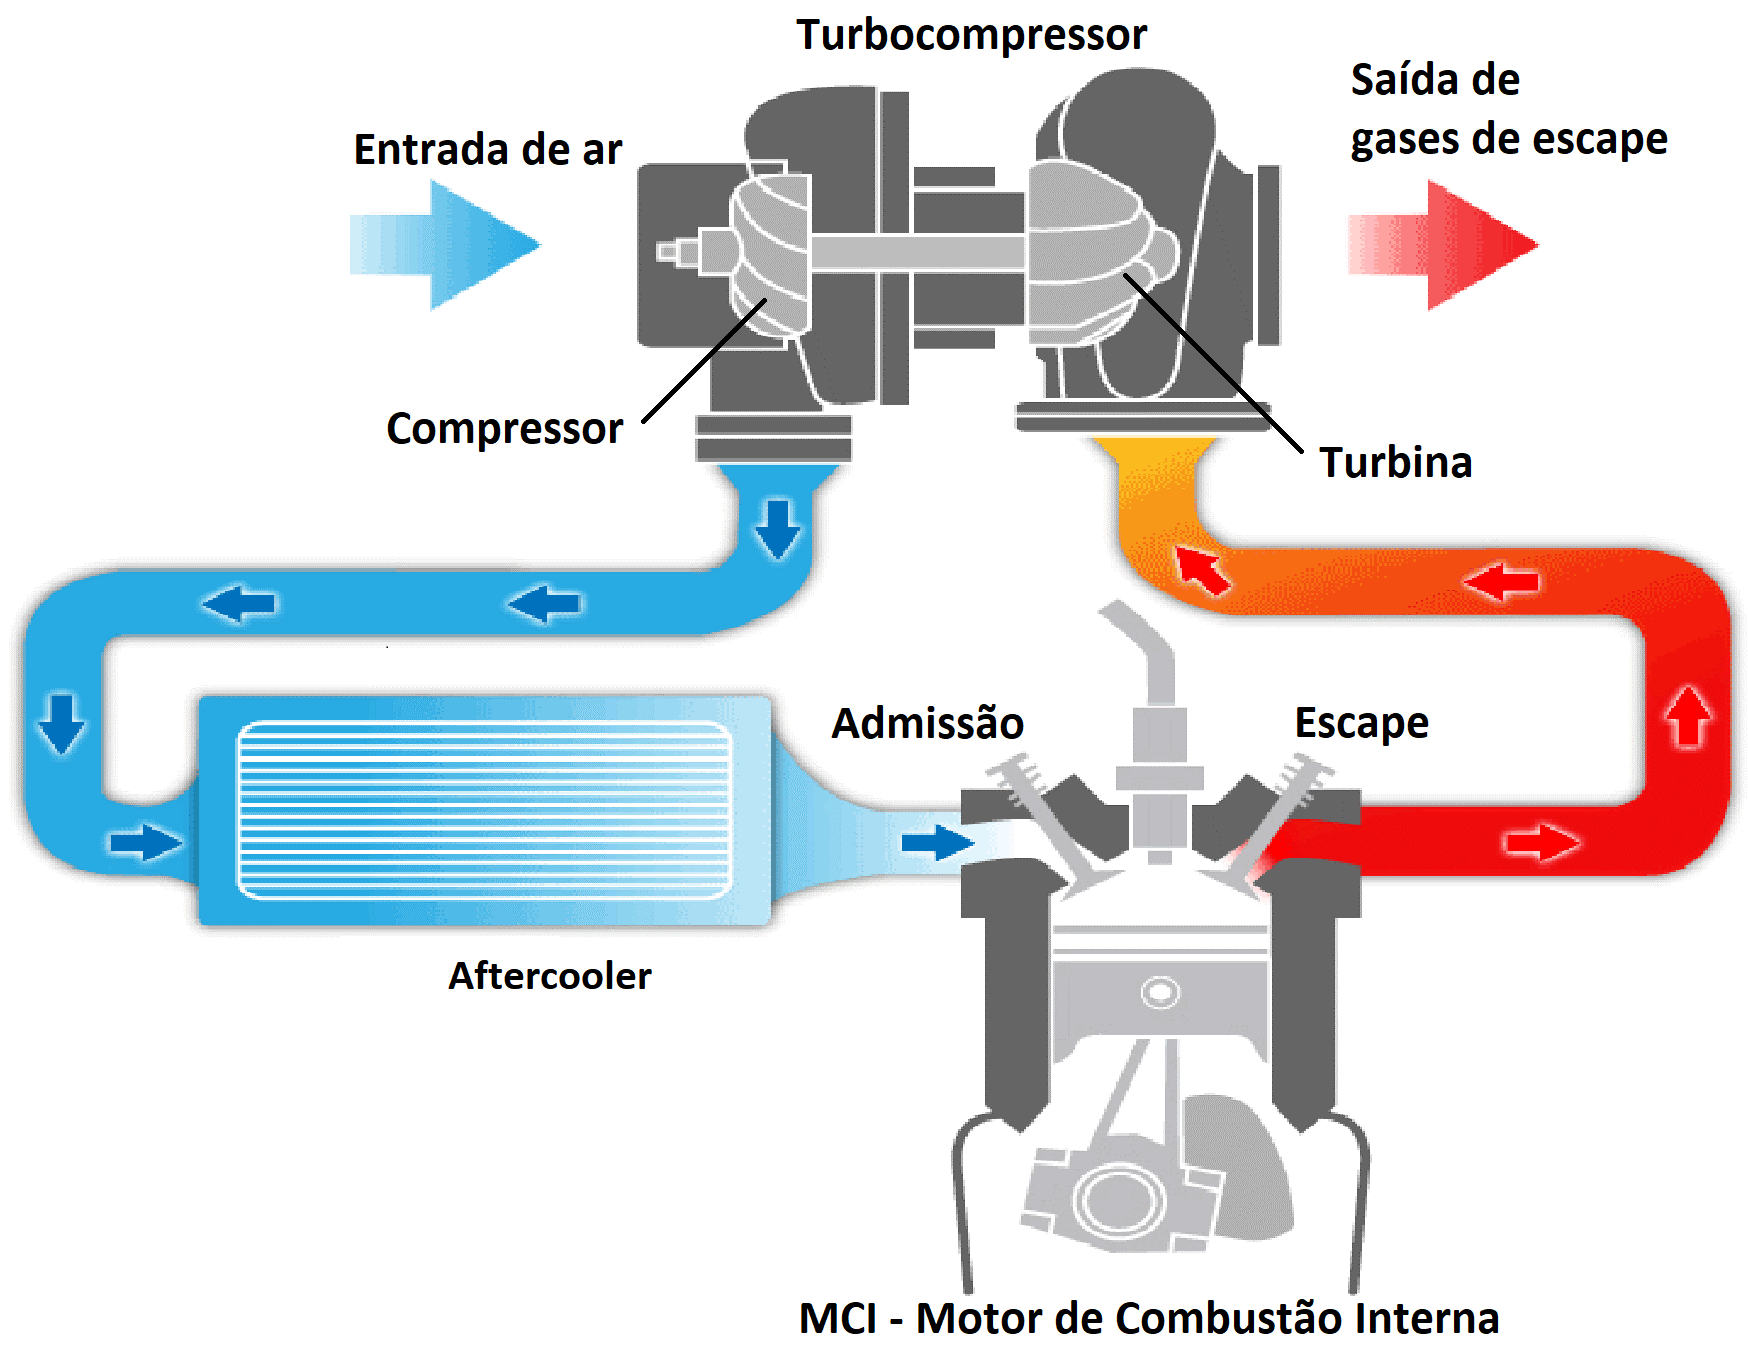 Turbocompressor
Saída de
gases de escape
Entrada de ar
Compressor
Turbina
Admissão
Escape
Aftercooler
MCI - Motor de Combustão Interna